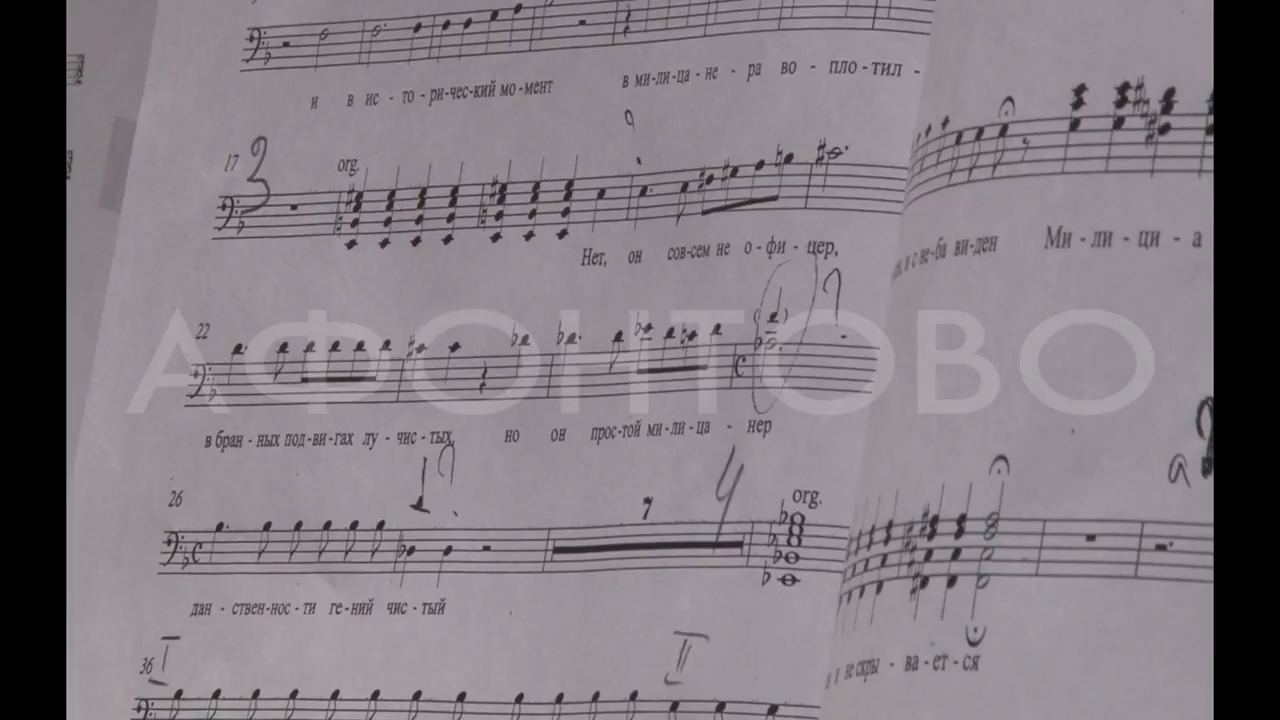 и в ис - то - ри-чес-кий мо - мент в ми-ли-ца - не - ра во - пло-тил -
17 2 org.
Нет, он сов-сем не о-фи - цер,
не-ба ви-ден Ми - ли - ци - а
22
АФОНТОВО
в бран - ных под-ви-гах лу - чис - тых, но он прос-той ми-ли-ца - нер
26 7 4 org.
дан - ствен-нос - ти ге-ний чис - тый
не скры - ва-ет-ся
36 I II